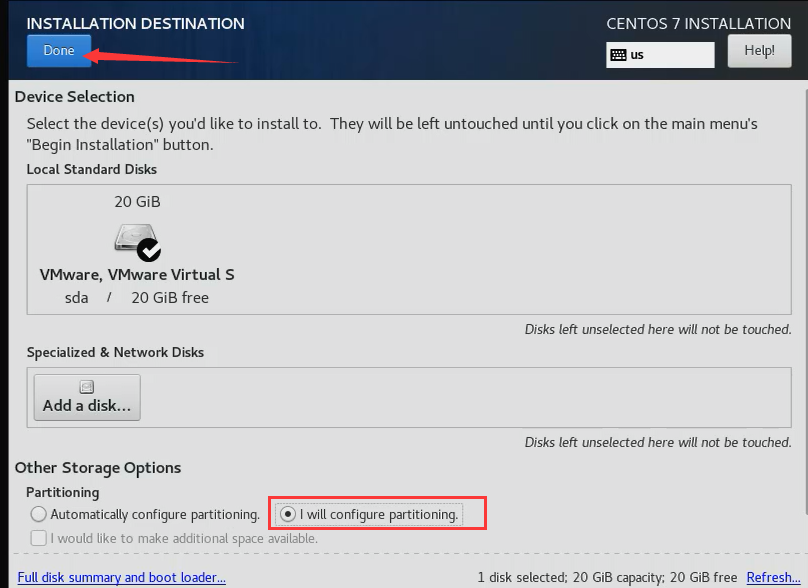 INSTALLATION DESTINATION
CENTOS 7 INSTALLATION
Done
us
Help!
Device Selection
Select the device(s) you'd like to install to.  They will be left untouched until you click on the main menu's
"Begin Installation" button.
Local Standard Disks
20 GiB
VMware, VMware Virtual S
sda / 20 GiB free
Disks left unselected here will not be touched.
Specialized & Network Disks
Add a disk...
Disks left unselected here will not be touched.
Other Storage Options
Partitioning
Automatically configure partitioning. I will configure partitioning.
I would like to make additional space available.
Full disk summary and boot loader... 1 disk selected; 20 GiB capacity; 20 GiB free Refresh...